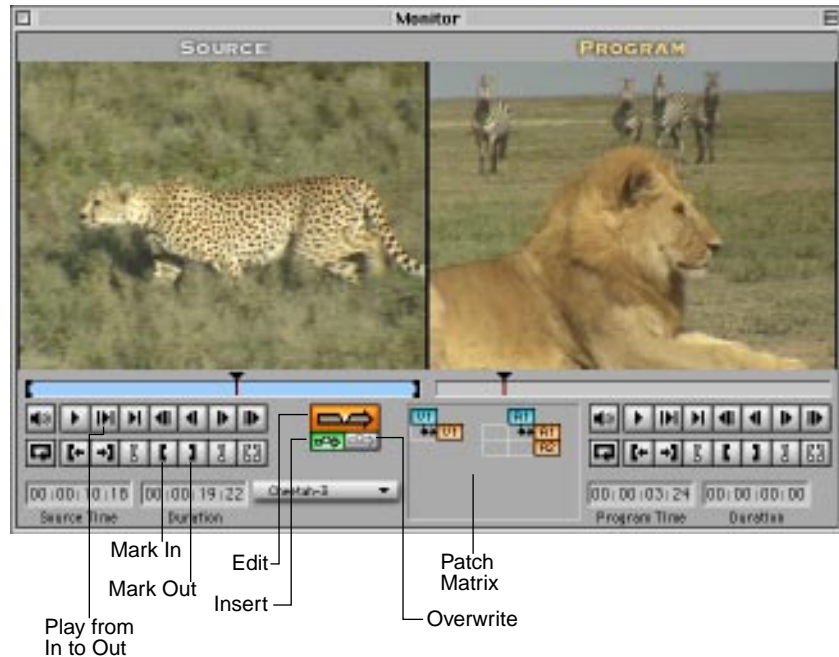 Monitor
SOURCE
PROGRAM
V1
V1
A1
A1
A2
00:00:10:16
00:00:19:22
Cheetah-3
00:00:03:24
00:00:00:00
Source Time
Duration
Program Time
Duration
Mark In
Mark Out
Edit
Insert
Patch
Matrix
Overwrite
Play from
In to Out